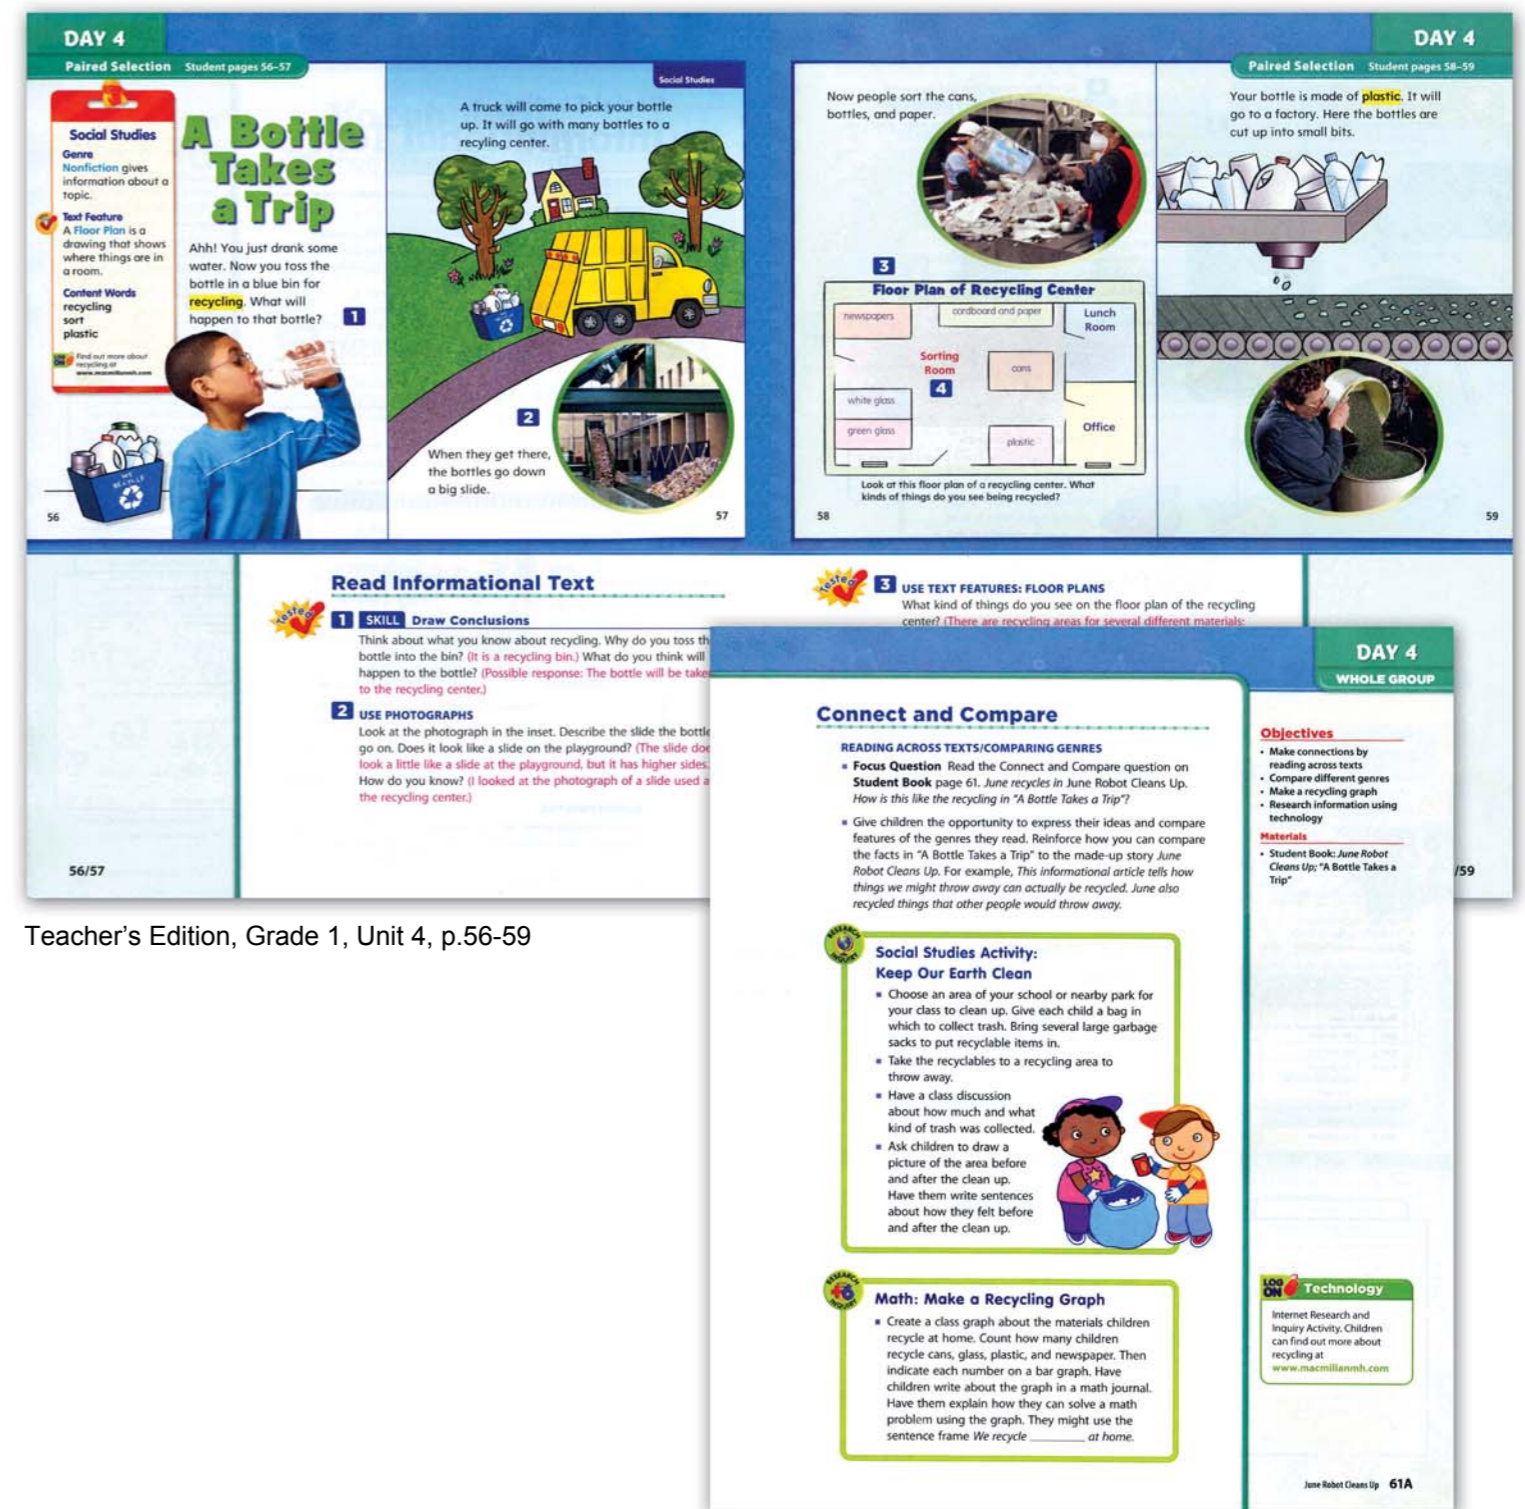 DAY 4
Paired Selection Student pages 56–57
Social Studies
Genre
Nonfiction gives
information about a
topic.
Text Feature
A Floor Plan is a
drawing that shows
where things are in
a room.
Content Words
recycling
sort
plastic
LOG ON
Find out more about
recycling at
www.macmillanmh.com
A Bottle
Takes
a Trip
Ahh! You just drank some
water. Now you toss the
bottle in a blue bin for
recycling. What will
happen to that bottle?
1
WE
RECYCLE
56
Social Studies
A truck will come to pick your bottle
up. It will go with many bottles to a
recyling center.
2
When they get there,
the bottles go down
a big slide.
57
DAY 4
Paired Selection Student pages 58–59
Now people sort the cans,
bottles, and paper.
3
Floor Plan of Recycling Center
newspapers
cardboard and paper
Lunch
Room
Sorting
Room
4
cans
white glass
green glass
plastic
Office
Look at this floor plan of a recycling center. What
kinds of things do you see being recycled?
58
Your bottle is made of plastic. It will
go to a factory. Here the bottles are
cut up into small bits.
59
Read Informational Text
Tested
1 SKILL Draw Conclusions
Think about what you know about recycling. Why do you toss th
bottle into the bin? (It is a recycling bin.) What do you think will
happen to the bottle? (Possible response: The bottle will be take
to the recycling center.)
2 USE PHOTOGRAPHS
Look at the photograph in the inset. Describe the slide the bottle
go on. Does it look like a slide on the playground? (The slide doe
look a little like a slide at the playground, but it has higher sides.
How do you know? (I looked at the photograph of a slide used a
the recycling center.)
56/57
Tested
3 USE TEXT FEATURES: FLOOR PLANS
What kind of things do you see on the floor plan of the recycling
center? (There are recycling areas for several different materials:
/59
Teacher's Edition, Grade 1, Unit 4, p.56-59
DAY 4
WHOLE GROUP
Connect and Compare
READING ACROSS TEXTS/COMPARING GENRES
▪ Focus Question Read the Connect and Compare question on
Student Book page 61. June recycles in June Robot Cleans Up.
How is this like the recycling in "A Bottle Takes a Trip"?
▪ Give children the opportunity to express their ideas and compare
features of the genres they read. Reinforce how you can compare
the facts in "A Bottle Takes a Trip" to the made-up story June
Robot Cleans Up. For example, This informational article tells how
things we might throw away can actually be recycled. June also
recycled things that other people would throw away.
RESEARCH
INQUIRY
Social Studies Activity:
Keep Our Earth Clean
▪ Choose an area of your school or nearby park for
your class to clean up. Give each child a bag in
which to collect trash. Bring several large garbage
sacks to put recyclable items in.
▪ Take the recyclables to a recycling area to
throw away.
▪ Have a class discussion
about how much and what
kind of trash was collected.
▪ Ask children to draw a
picture of the area before
and after the clean up.
Have them write sentences
about how they felt before
and after the clean up.
RESEARCH
INQUIRY
Math: Make a Recycling Graph
▪ Create a class graph about the materials children
recycle at home. Count how many children
recycle cans, glass, plastic, and newspaper. Then
indicate each number on a bar graph. Have
children write about the graph in a math journal.
Have them explain how they can solve a math
problem using the graph. They might use the
sentence frame We recycle ________ at home.
Objectives
• Make connections by
reading across texts
• Compare different genres
• Make a recycling graph
• Research information using
technology
Materials
• Student Book: June Robot
Cleans Up; "A Bottle Takes a
Trip"
LOG ON Technology
Internet Research and
Inquiry Activity. Children
can find out more about
recycling at
www.macmillanmh.com
June Robot Cleans Up 61A